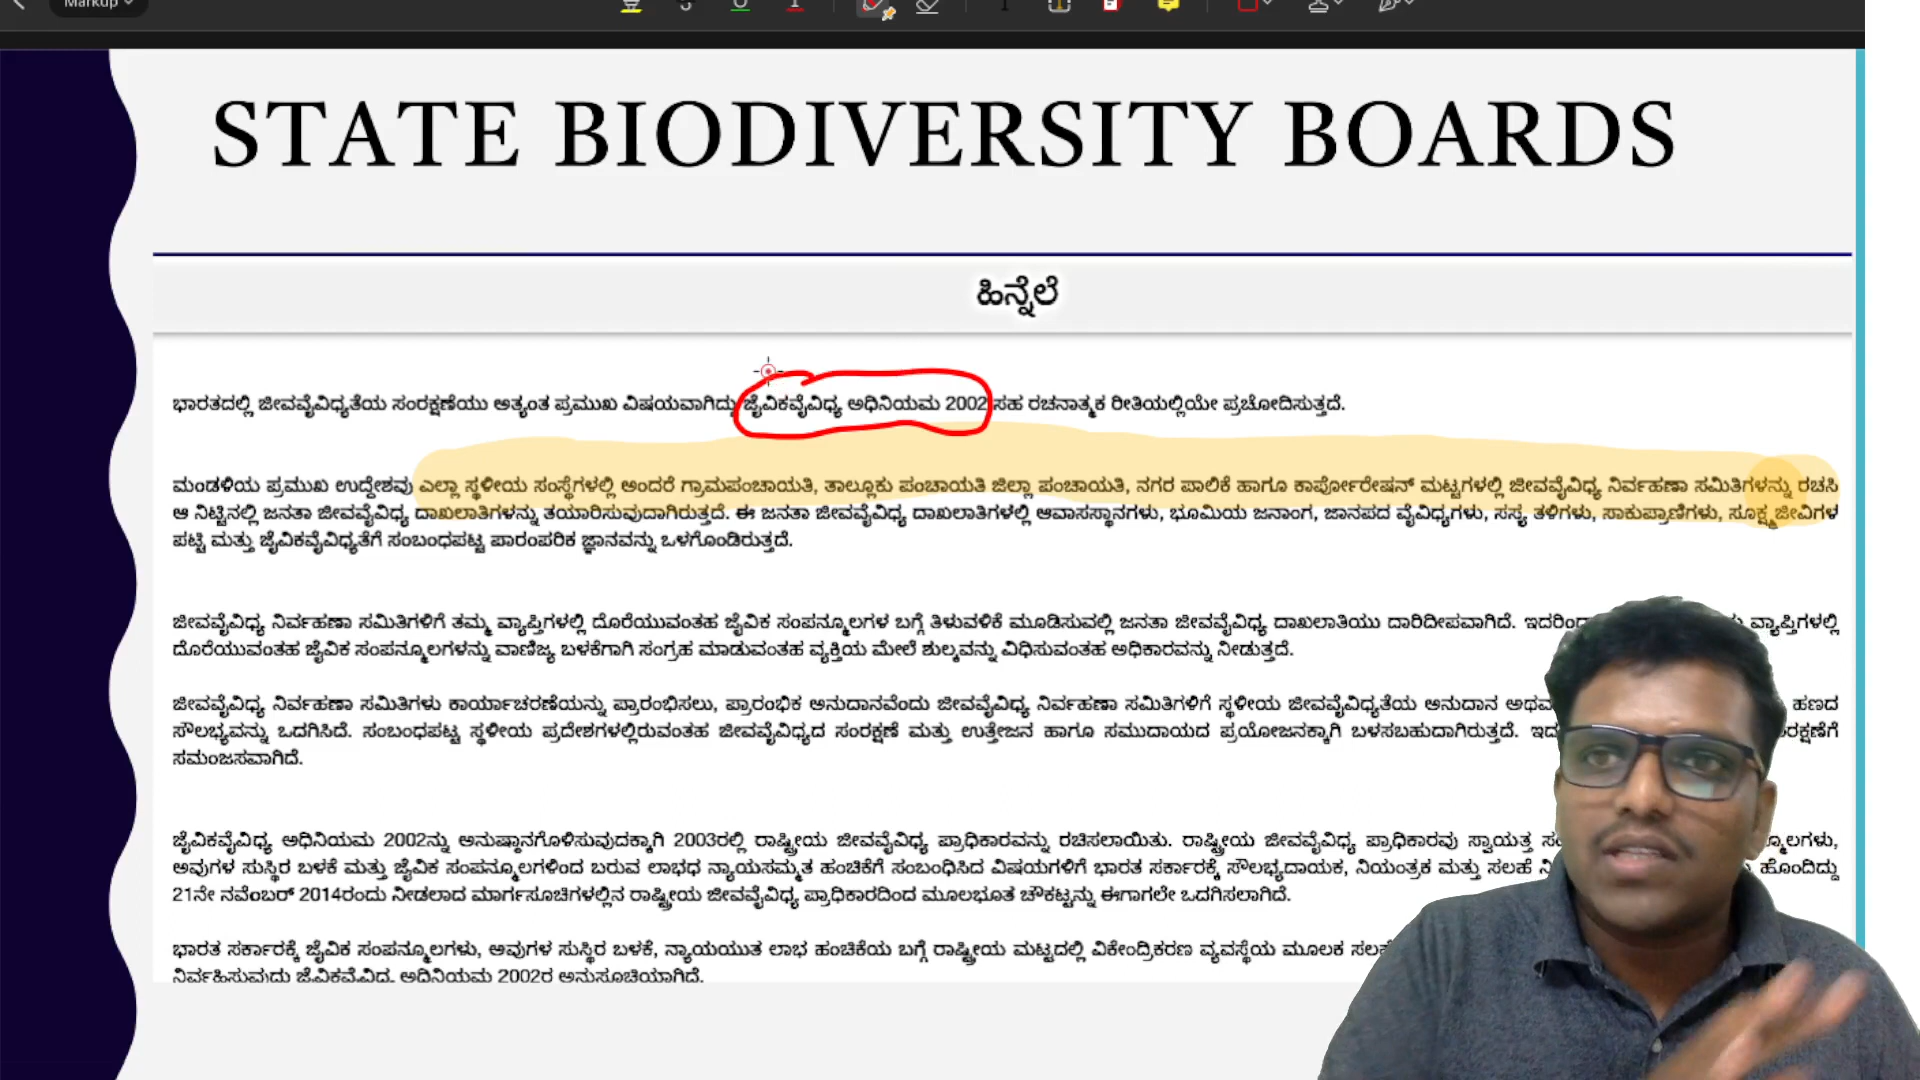 Markup
STATE BIODIVERSITY BOARDS
ಹಿನ್ನೆಲೆ
ಭಾರತದಲ್ಲಿ ಜೀವವೈವಿಧ್ಯತೆಯ ಸಂರಕ್ಷಣೆಯು ಅತ್ಯಂತ ಪ್ರಮುಖ ವಿಷಯವಾಗಿದ್ದು ಜೈವಿಕವೈವಿಧ್ಯ ಅಧಿನಿಯಮ 2002 ಸಹ ರಚನಾತ್ಮಕ ರೀತಿಯಲ್ಲಿಯೇ ಪ್ರಚೋದಿಸುತ್ತದೆ.
ಮಂಡಳಿಯ ಪ್ರಮುಖ ಉದ್ದೇಶವು ಎಲ್ಲಾ ಸ್ಥಳೀಯ ಸಂಸ್ಥೆಗಳಲ್ಲಿ ಅಂದರೆ ಗ್ರಾಮಪಂಚಾಯತಿ, ತಾಲ್ಲೂಕು ಪಂಚಾಯತಿ ಜಿಲ್ಲಾ ಪಂಚಾಯತಿ, ನಗರ ಪಾಲಿಕೆ ಹಾಗೂ ಕಾರ್ಪೋರೇಷನ್ ಮಟ್ಟಗಳಲ್ಲಿ ಜೀವವೈವಿಧ್ಯ ನಿರ್ವಹಣಾ ಸಮಿತಿಗಳನ್ನು ರಚಿಸಿ
ಆ ನಿಟ್ಟಿನಲ್ಲಿ ಜನತಾ ಜೀವವೈವಿಧ್ಯ ದಾಖಲಾತಿಗಳನ್ನು ತಯಾರಿಸುವುದಾಗಿರುತ್ತದೆ. ಈ ಜನತಾ ಜೀವವೈವಿಧ್ಯ ದಾಖಲಾತಿಗಳಲ್ಲಿ ಆವಾಸಸ್ಥಾನಗಳು, ಭೂಮಿಯ ಜನಾಂಗ, ಜಾನಪದ ವೈವಿಧ್ಯಗಳು, ಸಸ್ಯ ತಳಿಗಳು, ಸಾಕುಪ್ರಾಣಿಗಳು, ಸೂಕ್ಷ್ಮಜೀವಿಗಳ
ಪಟ್ಟಿ ಮತ್ತು ಜೈವಿಕವೈವಿಧ್ಯತೆಗೆ ಸಂಬಂಧಪಟ್ಟ ಪಾರಂಪರಿಕ ಜ್ಞಾನವನ್ನು ಒಳಗೊಂಡಿರುತ್ತದೆ.
ಜೀವವೈವಿಧ್ಯ ನಿರ್ವಹಣಾ ಸಮಿತಿಗಳಿಗೆ ತಮ್ಮ ವ್ಯಾಪ್ತಿಗಳಲ್ಲಿ ದೊರೆಯುವಂತಹ ಜೈವಿಕ ಸಂಪನ್ಮೂಲಗಳ ಬಗ್ಗೆ ತಿಳುವಳಿಕೆ ಮೂಡಿಸುವಲ್ಲಿ ಜನತಾ ಜೀವವೈವಿಧ್ಯ ದಾಖಲಾತಿಯು ದಾರಿದೀಪವಾಗಿದೆ. ವ್ಯಾಪ್ತಿಗಳಲ್ಲಿ
ದೊರೆಯುವಂತಹ ಜೈವಿಕ ಸಂಪನ್ಮೂಲಗಳನ್ನು ವಾಣಿಜ್ಯ ಬಳಕೆಗಾಗಿ ಸಂಗ್ರಹ ಮಾಡುವಂತಹ ವ್ಯಕ್ತಿಯ ಮೇಲೆ ಶುಲ್ಕವನ್ನು ವಿಧಿಸುವಂತಹ ಅಧಿಕಾರವನ್ನು ನೀಡುತ್ತದೆ.
ಜೀವವೈವಿಧ್ಯ ನಿರ್ವಹಣಾ ಸಮಿತಿಗಳು ಕಾರ್ಯಾಚರಣೆಯನ್ನು ಪ್ರಾರಂಭಿಸಲು, ಪ್ರಾರಂಭಿಕ ಅನುದಾನವೆಂದು ಜೀವವೈವಿಧ್ಯ ನಿರ್ವಹಣಾ ಸಮಿತಿಗಳಿಗೆ ಸ್ಥಳೀಯ ಜೀವವೈವಿಧ್ಯತೆಯ ಅನುದಾನ ಹಣದ
ಸೌಲಭ್ಯವನ್ನು ಒದಗಿಸಿದೆ. ಸಂಬಂಧಪಟ್ಟ ಸ್ಥಳೀಯ ಪ್ರದೇಶಗಳಲ್ಲಿರುವಂತಹ ಜೀವವೈವಿಧ್ಯದ ಸಂರಕ್ಷಣೆ ಮತ್ತು ಉತ್ತೇಜನ ಹಾಗೂ ಸಮುದಾಯದ ಪ್ರಯೋಜನಕ್ಕಾಗಿ ಬಳಸಬಹುದಾಗಿರುತ್ತದೆ.
ಸಮಂಜಸವಾಗಿದೆ.
ಜೈವಿಕವೈವಿಧ್ಯ ಅಧಿನಿಯಮ 2002ನ್ನು ಅನುಷ್ಠಾನಗೊಳಿಸುವುದಕ್ಕಾಗಿ 2003ರಲ್ಲಿ ರಾಷ್ಟ್ರೀಯ ಜೀವವೈವಿಧ್ಯ ಪ್ರಾಧಿಕಾರವನ್ನು ರಚಿಸಲಾಯಿತು. ರಾಷ್ಟ್ರೀಯ ಜೀವವೈವಿಧ್ಯ ಪ್ರಾಧಿಕಾರವು ಸ್ವಾಯತ್ತ
ಅವುಗಳ ಸುಸ್ಥಿರ ಬಳಕೆ ಮತ್ತು ಜೈವಿಕ ಸಂಪನ್ಮೂಲಗಳಿಂದ ಬರುವ ಲಾಭಧ ನ್ಯಾಯಸಮ್ಮತ ಹಂಚಿಕೆಗೆ ಸಂಬಂಧಿಸಿದ ವಿಷಯಗಳಿಗೆ ಭಾರತ ಸರ್ಕಾರಕ್ಕೆ ಸೌಲಭ್ಯದಾಯಕ, ನಿಯಂತ್ರಕ ಮತ್ತು ಸಲಹೆ ಹೊಂದಿದ್ದು
21ನೇ ನವೆಂಬರ್ 2014ರಂದು ನೀಡಲಾದ ಮಾರ್ಗಸೂಚಿಗಳಲ್ಲಿನ ರಾಷ್ಟ್ರೀಯ ಜೀವವೈವಿಧ್ಯ ಪ್ರಾಧಿಕಾರದಿಂದ ಮೂಲಭೂತ ಚೌಕಟ್ಟನ್ನು ಈಗಾಗಲೇ ಒದಗಿಸಲಾಗಿದೆ.
ಭಾರತ ಸರ್ಕಾರಕ್ಕೆ ಜೈವಿಕ ಸಂಪನ್ಮೂಲಗಳು, ಅವುಗಳ ಸುಸ್ಥಿರ ಬಳಕೆ, ನ್ಯಾಯಯುತ ಲಾಭ ಹಂಚಿಕೆಯ ಬಗ್ಗೆ ರಾಷ್ಟ್ರೀಯ ಮಟ್ಟದಲ್ಲಿ ವಿಕೇಂದ್ರಿಕರಣ ವ್ಯವಸ್ಥೆಯ ಮೂಲಕ
ನಿರ್ವಹಿಸುವುದು ಜೈವಿಕವೈವಿಧ್ಯ ಅಧಿನಿಯಮ 2002ರ ಅನುಸೂಚಿಯಾಗಿದೆ.